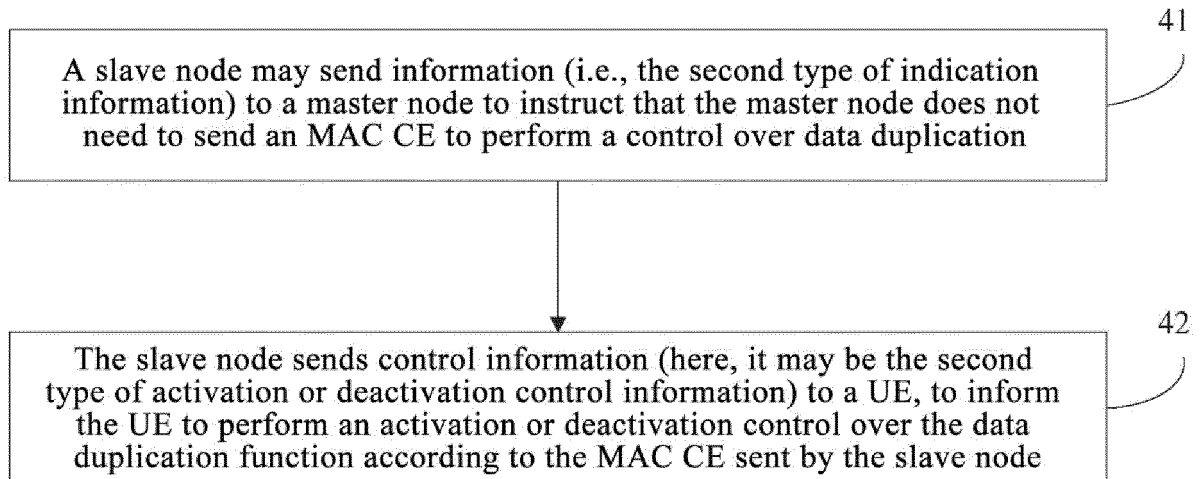 41
A slave node may send information (i.e., the second type of indication
information) to a master node to instruct that the master node does not
need to send an MAC CE to perform a control over data duplication
42
The slave node sends control information (here, it may be the second
type of activation or deactivation control information) to a UE, to inform
the UE to perform an activation or deactivation control over the data
duplication function according to the MAC CE sent by the slave node